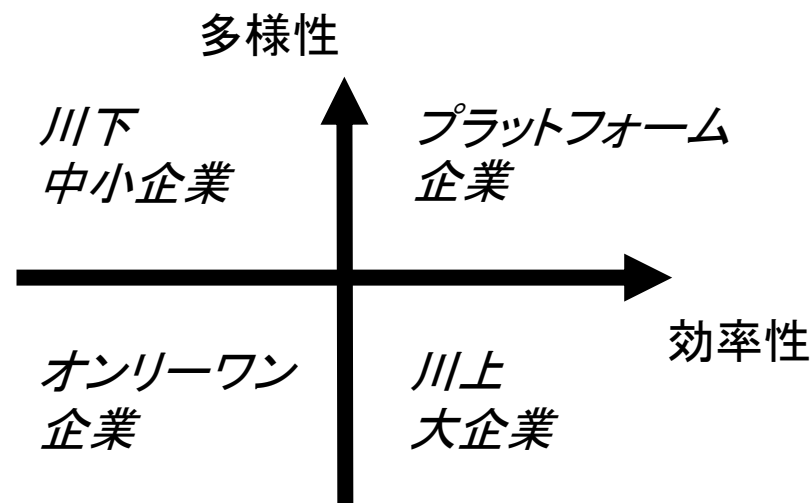 多様性
川下
中小企業
プラットフォーム
企業
効率性
オンリーワン
企業
川上
大企業